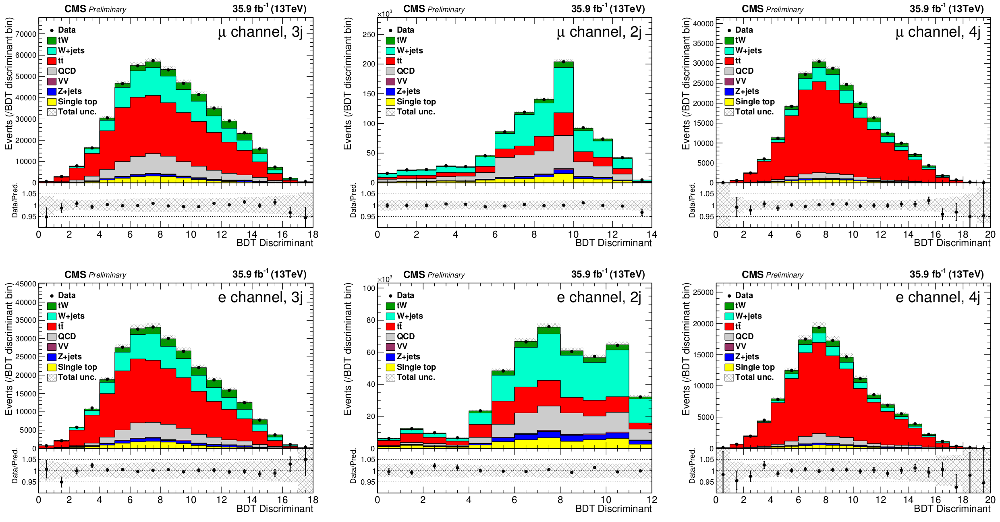 CMS Preliminary 35.9 fb⁻¹ (13TeV)
Events (/BDT discriminant bin)
μ channel, 3j
Data
tW
W+jets
tt̄
QCD
VV
Z+jets
Single top
Total unc.
70000
60000
50000
40000
30000
20000
10000
0
Data/Pred.
1.05
1
0.95
0 2 4 6 8 10 12 14 16 18
BDT Discriminant
CMS Preliminary 35.9 fb⁻¹ (13TeV)
×10³
Events (/BDT discriminant bin)
μ channel, 2j
Data
tW
W+jets
tt̄
QCD
VV
Z+jets
Single top
Total unc.
250
200
150
100
50
0
Data/Pred.
1.05
1
0.95
0 2 4 6 8 10 12 14
BDT Discriminant
CMS Preliminary 35.9 fb⁻¹ (13TeV)
Events (/BDT discriminant bin)
μ channel, 4j
Data
tW
W+jets
tt̄
QCD
VV
Z+jets
Single top
Total unc.
40000
35000
30000
25000
20000
15000
10000
5000
0
Data/Pred.
1.05
1
0.95
0 2 4 6 8 10 12 14 16 18 20
BDT Discriminant
CMS Preliminary 35.9 fb⁻¹ (13TeV)
Events (/BDT discriminant bin)
e channel, 3j
Data
tW
W+jets
tt̄
QCD
VV
Z+jets
Single top
Total unc.
45000
40000
35000
30000
25000
20000
15000
10000
5000
0
Data/Pred.
1.05
1
0.95
0 2 4 6 8 10 12 14 16 18
BDT Discriminant
CMS Preliminary 35.9 fb⁻¹ (13TeV)
×10³
Events (/BDT discriminant bin)
e channel, 2j
Data
tW
W+jets
tt̄
QCD
VV
Z+jets
Single top
Total unc.
100
80
60
40
20
0
Data/Pred.
1.05
1
0.95
0 2 4 6 8 10 12
BDT Discriminant
CMS Preliminary 35.9 fb⁻¹ (13TeV)
Events (/BDT discriminant bin)
e channel, 4j
Data
tW
W+jets
tt̄
QCD
VV
Z+jets
Single top
Total unc.
25000
20000
15000
10000
5000
0
Data/Pred.
1.05
1
0.95
0 2 4 6 8 10 12 14 16 18 20
BDT Discriminant